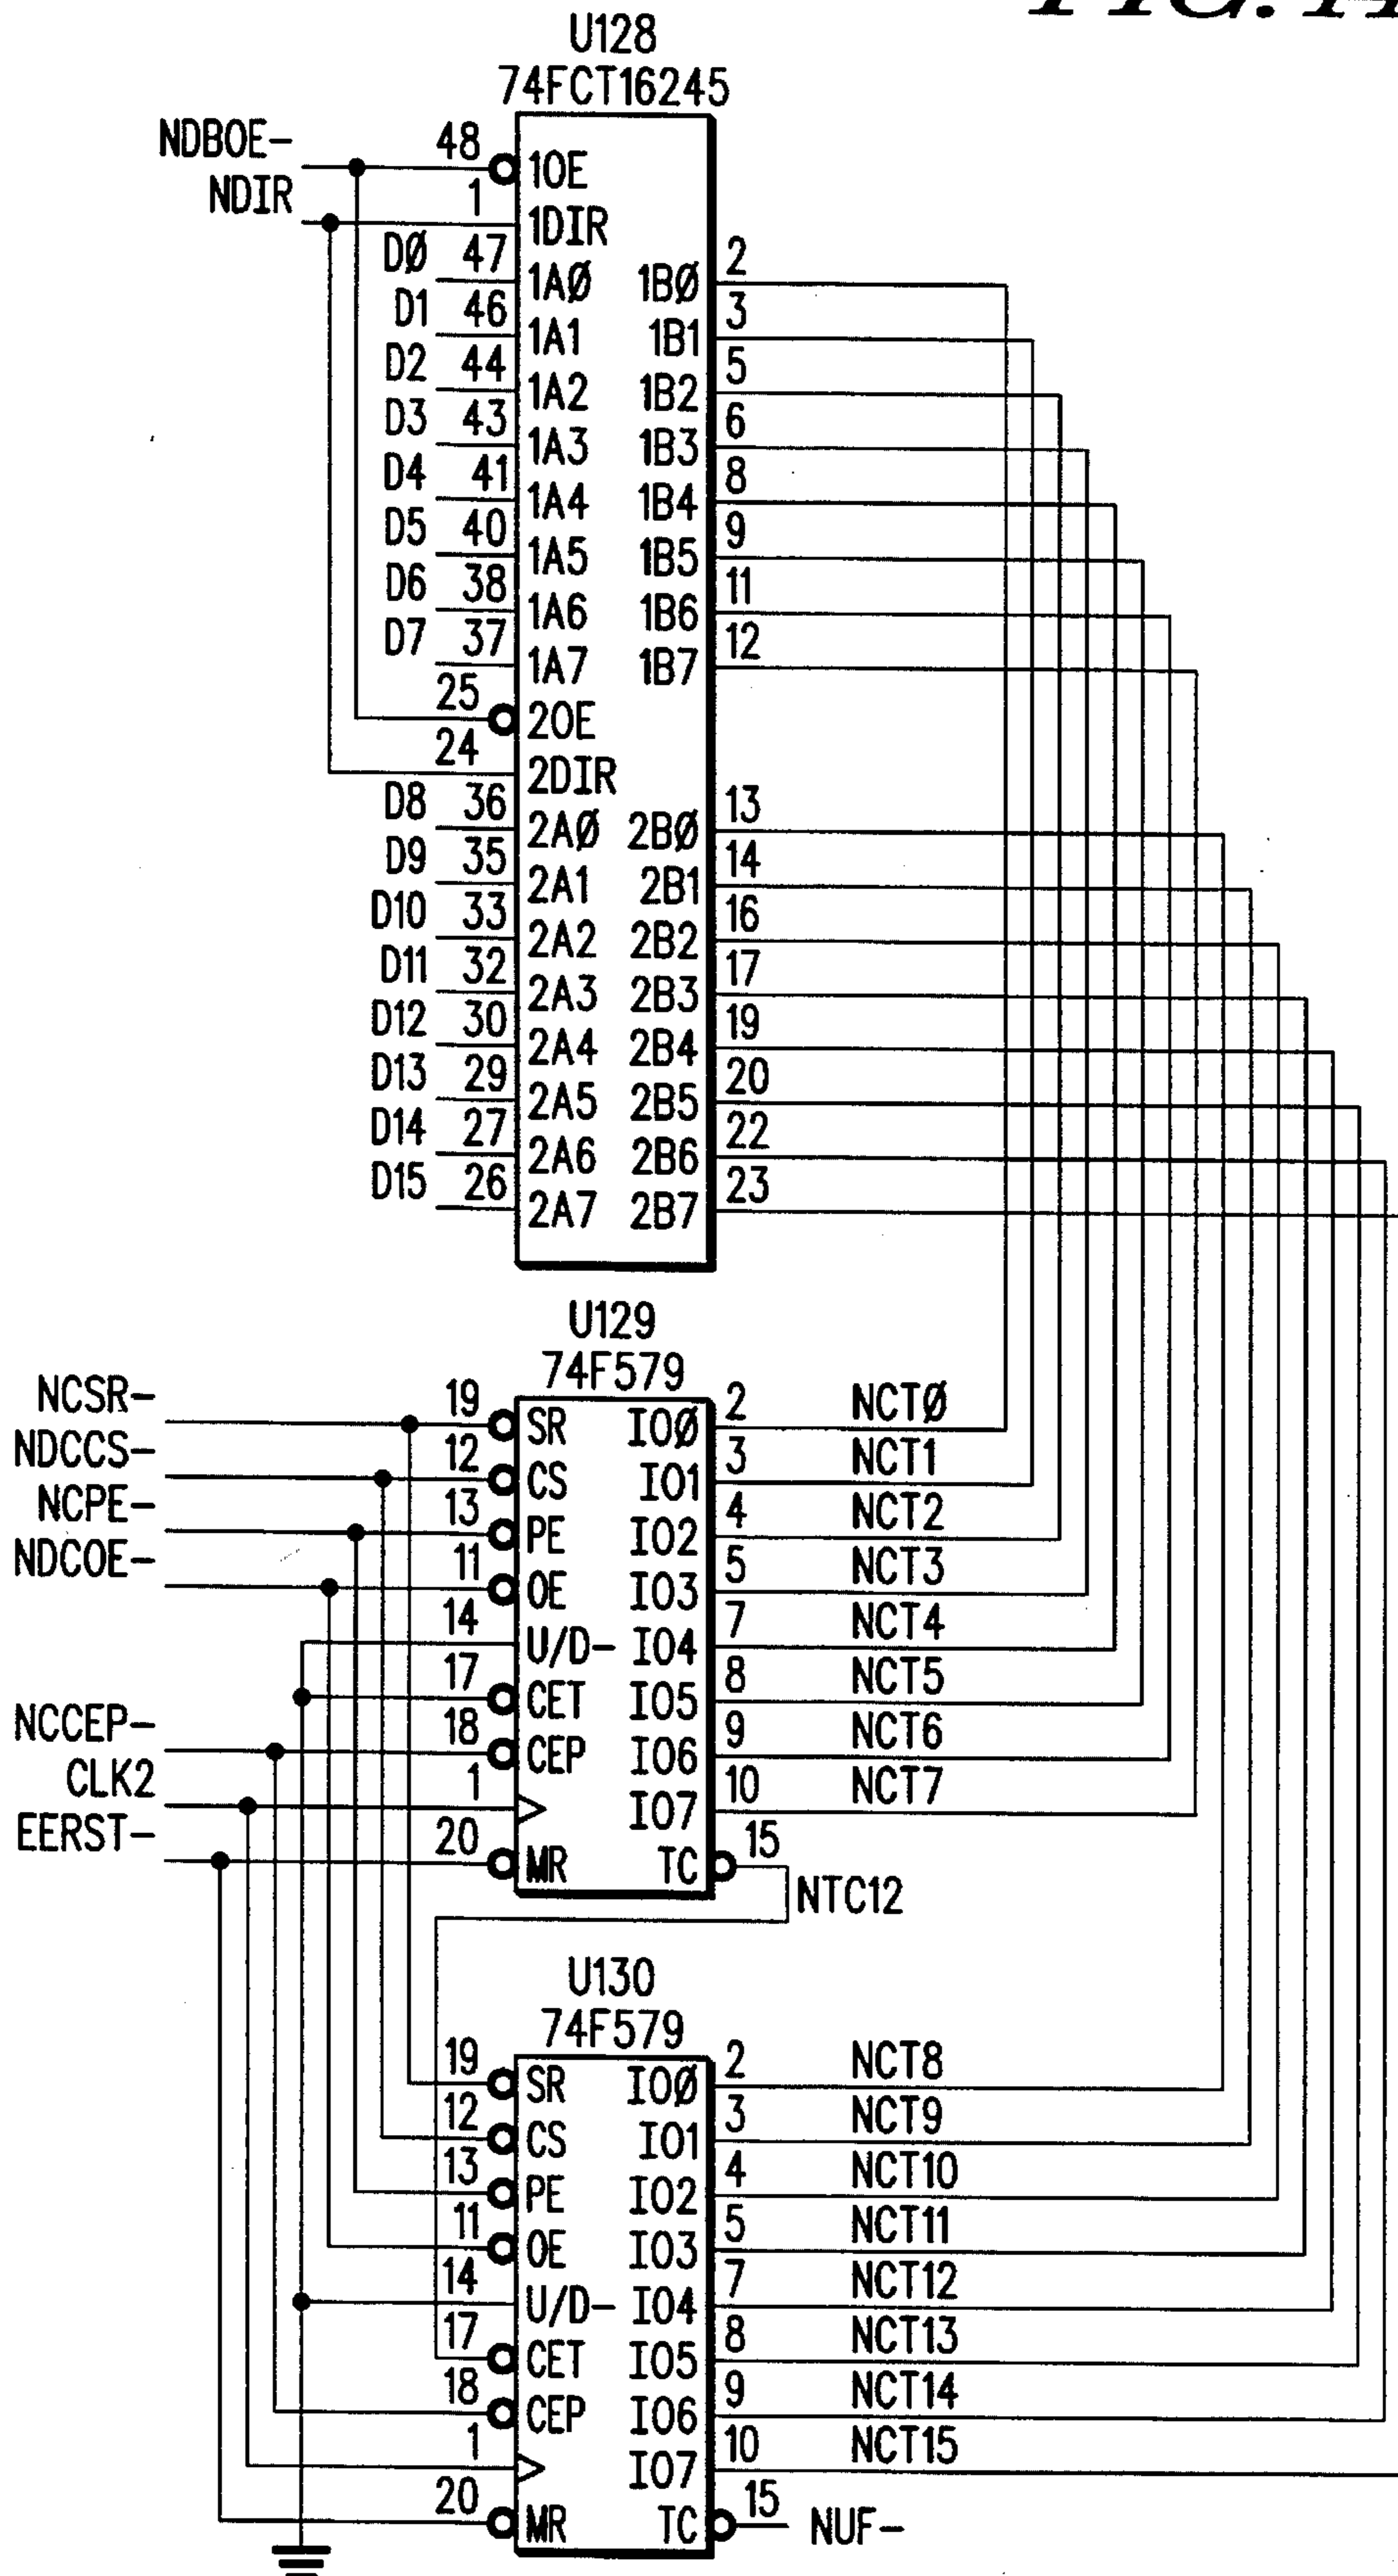 FIG.
U128
74FCT16245
NDBOE- 48 1OE
NDIR 1 1DIR
DØ 47 1AØ 1BØ 2
D1 46 1A1 1B1 3
D2 44 1A2 1B2 5
D3 43 1A3 1B3 6
D4 41 1A4 1B4 8
D5 40 1A5 1B5 9
D6 38 1A6 1B6 11
D7 37 1A7 1B7 12
25 2OE
24 2DIR
D8 36 2AØ 2BØ 13
D9 35 2A1 2B1 14
D10 33 2A2 2B2 16
D11 32 2A3 2B3 17
D12 30 2A4 2B4 19
D13 29 2A5 2B5 20
D14 27 2A6 2B6 22
D15 26 2A7 2B7 23
U129
74F579
NCSR- 19 SR IOØ 2 NCTØ
NDCCS- 12 CS IO1 3 NCT1
NCPE- 13 PE IO2 4 NCT2
NDCOE- 11 OE IO3 5 NCT3
14 U/D- IO4 7 NCT4
17 CET IO5 8 NCT5
NCCEP- 18 CEP IO6 9 NCT6
CLK2 1 IO7 10 NCT7
EERST- 20 MR TC 15
NTC12
U130
74F579
19 SR IOØ 2 NCT8
12 CS IO1 3 NCT9
13 PE IO2 4 NCT10
11 OE IO3 5 NCT11
14 U/D- IO4 7 NCT12
17 CET IO5 8 NCT13
18 CEP IO6 9 NCT14
1 IO7 10 NCT15
20 MR TC 15 NUF-